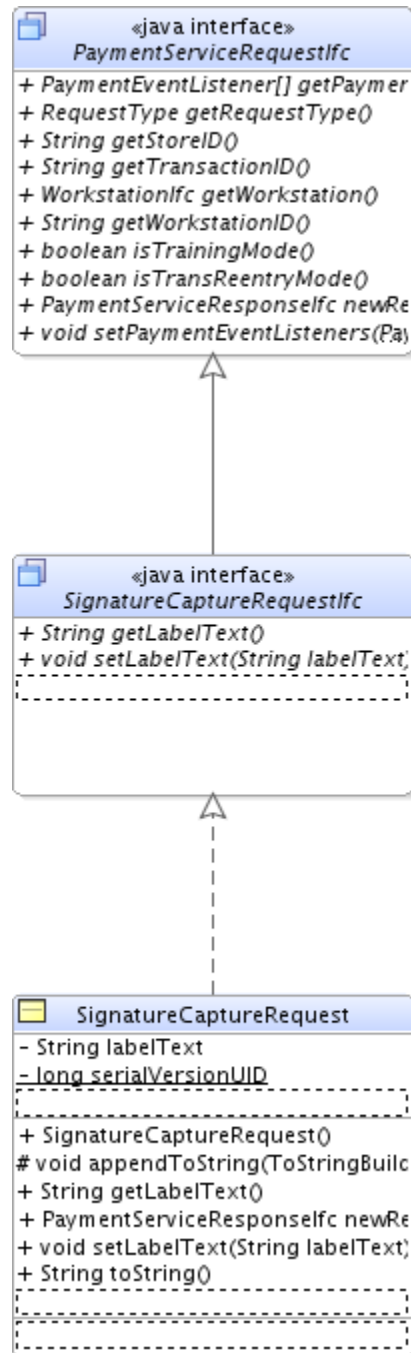 «java interface»
PaymentServiceRequestIfc
+ PaymentEventListener[] getPaymer
+ RequestType getRequestType()
+ String getStoreID()
+ String getTransactionID()
+ WorkstationIfc getWorkstation()
+ String getWorkstationID()
+ boolean isTrainingMode()
+ boolean isTransReentryMode()
+ PaymentServiceResponseIfc newRe
+ void setPaymentEventListeners(Pa
«java interface»
SignatureCaptureRequestIfc
+ String getLabelText()
+ void setLabelText(String labelText)
SignatureCaptureRequest
- String labelText
- long serialVersionUID
+ SignatureCaptureRequest()
# void appendToString(ToStringBuilc
+ String getLabelText()
+ PaymentServiceResponseIfc newRe
+ void setLabelText(String labelText)
+ String toString()